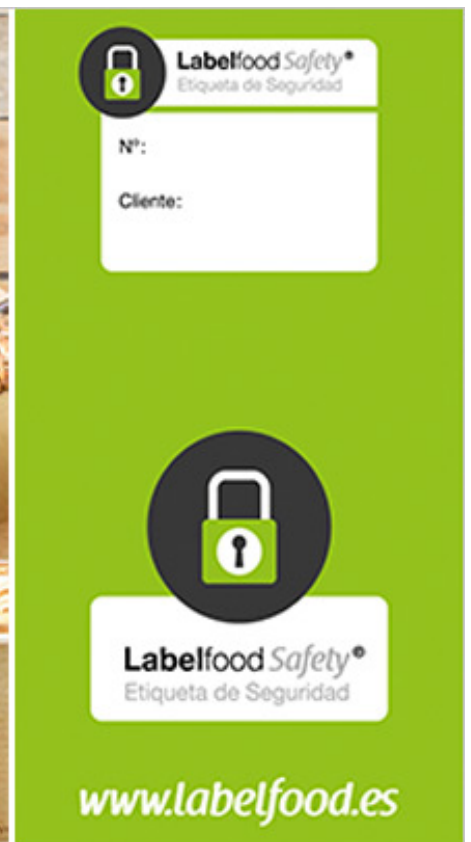 Labelfood Safety®
Etiqueta de Seguridad
Nº:
Cliente:
Labelfood Safety®
Etiqueta de Seguridad
www.labelfood.es